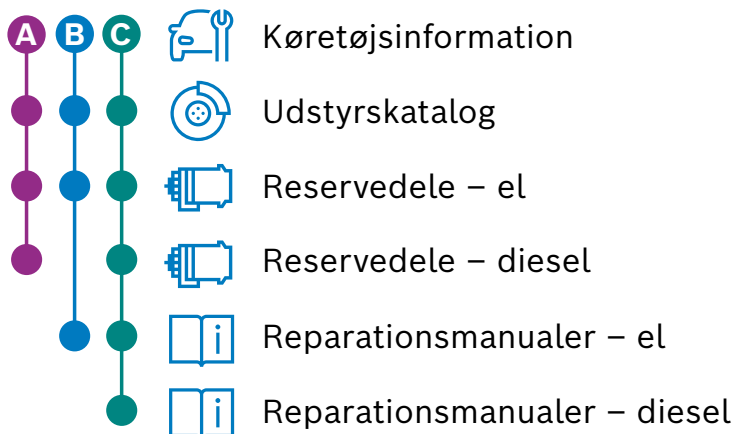 A B C Køretøjsinformation
Udstyrskatalog
Reservedele – el
Reservedele – diesel
i Reparationsmanualer – el
i Reparationsmanualer – diesel